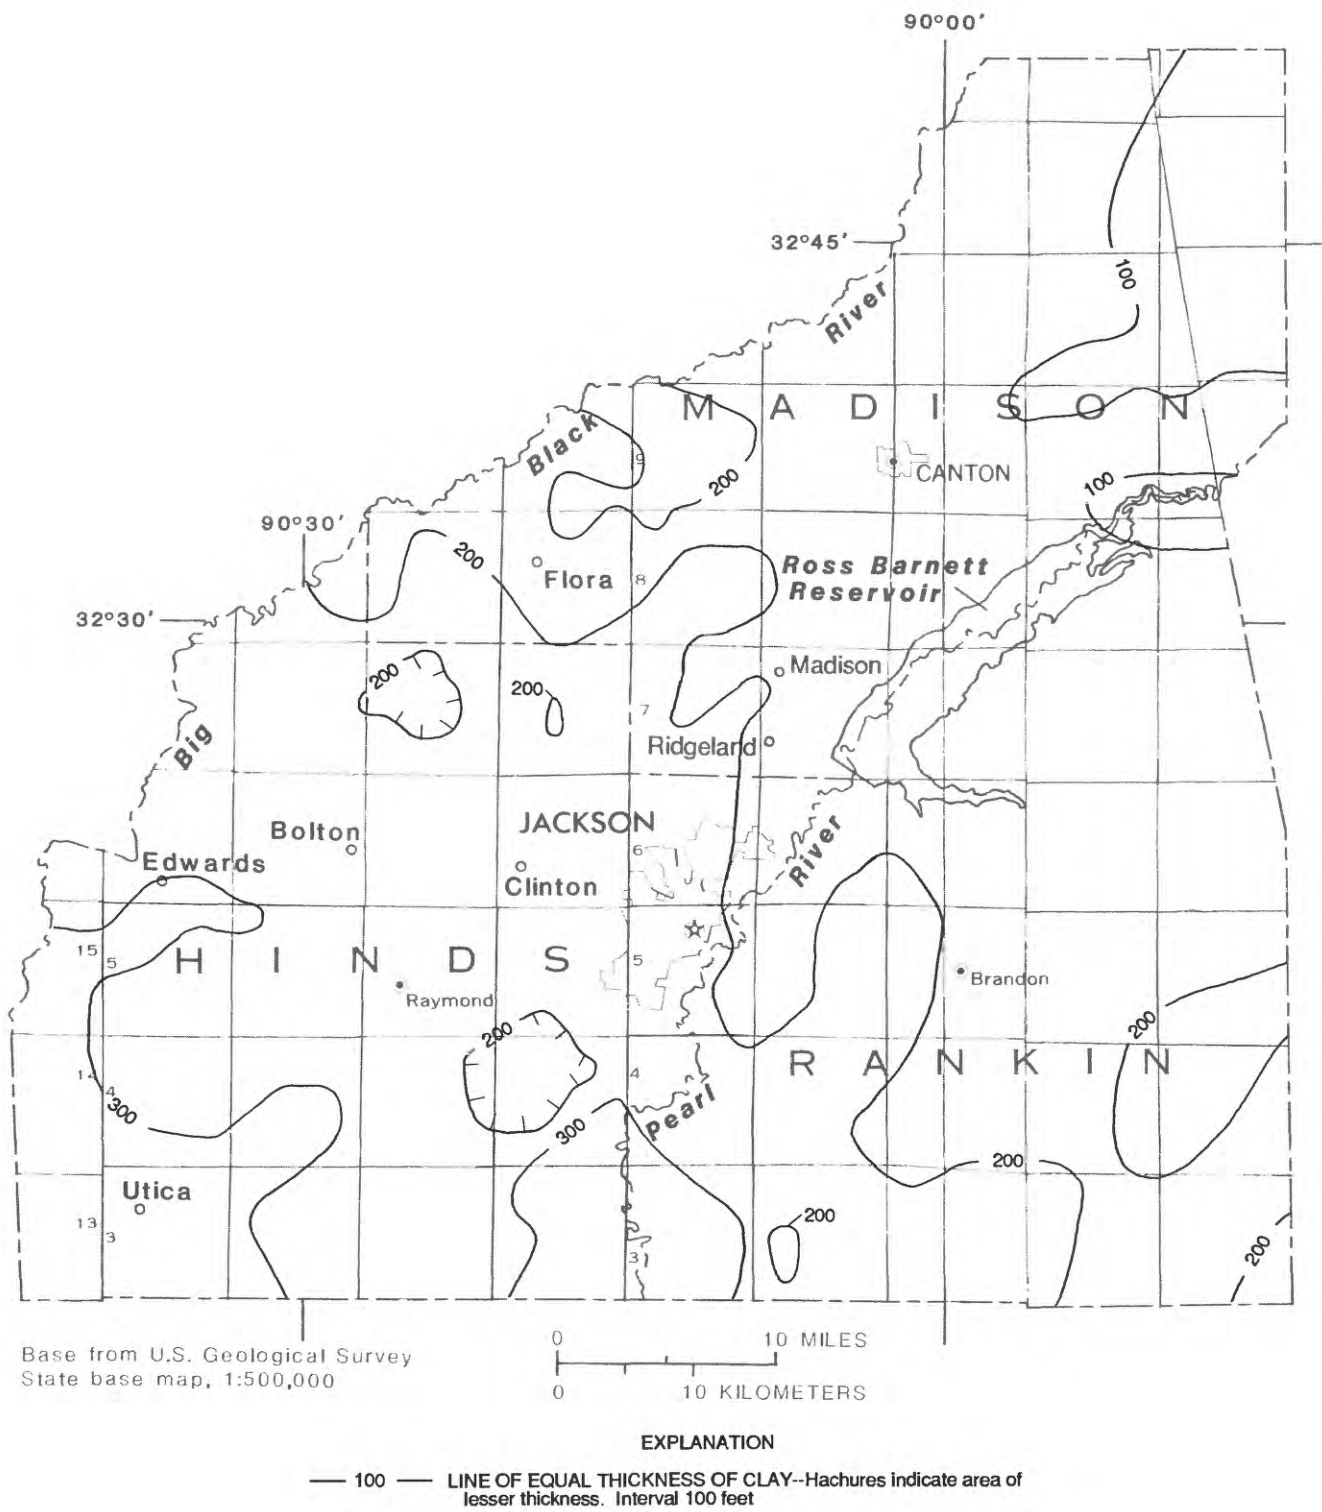 90°00'
32°45'
100
River
MADISON
Black
9
200
100
CANTON
90°30'
200
Flora
8
Ross Barnett
Reservoir
32°30'
200
200
Madison
7
Big
Ridgeland
JACKSON
Bolton
6
River
Edwards
Clinton
15
5
HINDS
5
Raymond
Brandon
200
200
RANKIN
14
4
4
300
300
Pearl
200
Utica
13
3
3
200
200
0 10 MILES
0 10 KILOMETERS
Base from U.S. Geological Survey
State base map, 1:500,000
EXPLANATION
100 LINE OF EQUAL THICKNESS OF CLAY--Hachures indicate area of
lesser thickness. Interval 100 feet